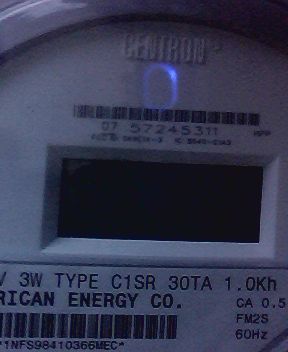 CENTRON
07 57245311
V 3W TYPE C1SR 30TA 1.0Kh
RICAN ENERGY CO.
CA 0.5
FM2S
60Hz
*1NFS98410366MEC*